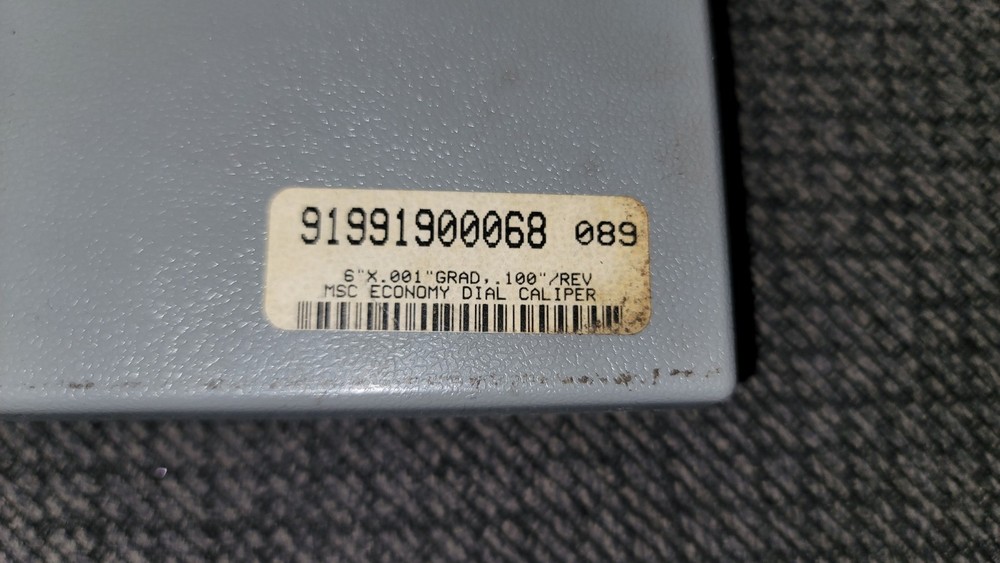 91991900068 089
6"X.001"GRAD,.100"/REV
MSC ECONOMY DIAL CALIPER